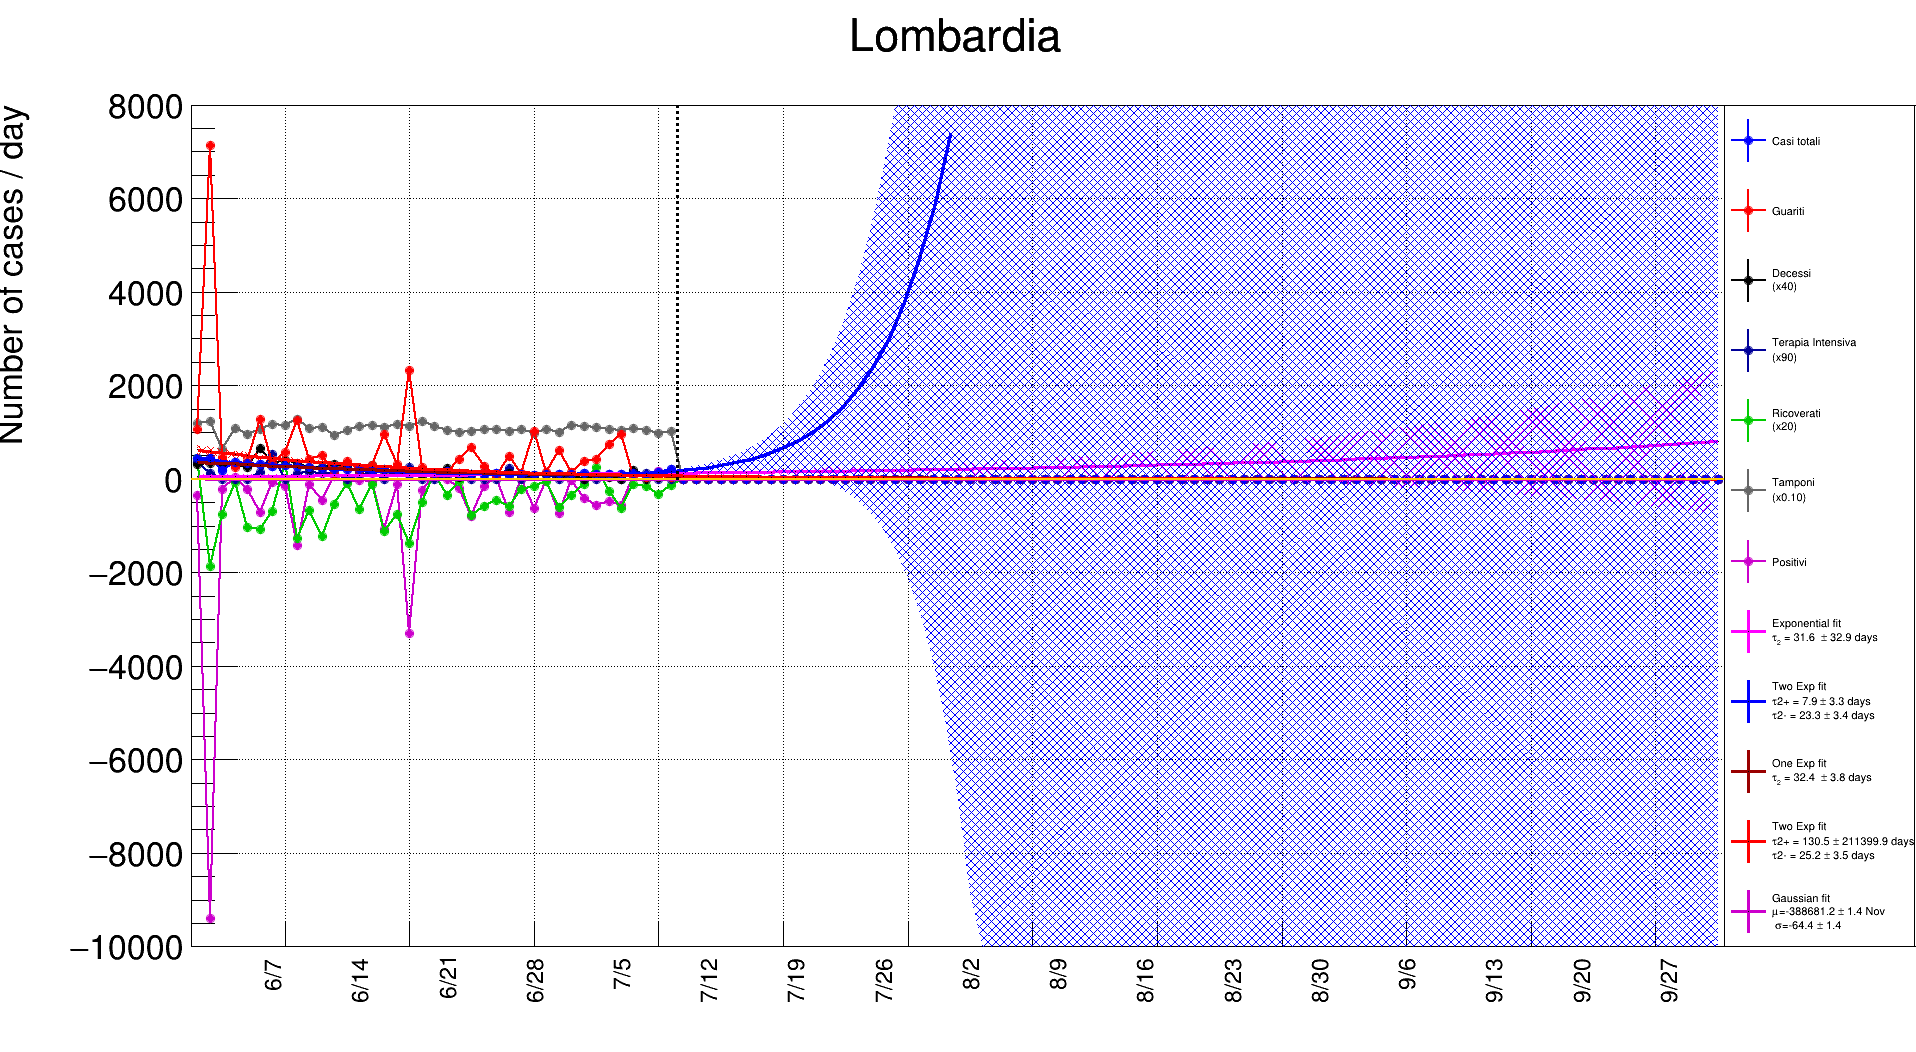 Lombardia
Number of cases / day
8000
6000
4000
2000
0
−2000
−4000
−6000
−8000
−10000
6/7
6/14
6/21
6/28
7/5
7/12
7/19
7/26
8/2
8/9
8/16
8/23
8/30
9/6
9/13
9/20
9/27
Casi totali
Guariti
Decessi
(x40)
Terapia Intensiva
(x90)
Ricoverati
(x20)
Tamponi
(x0.10)
Positivi
Exponential fit
τ2 = 31.6 ± 32.9 days
Two Exp fit
τ2+ = 7.9 ± 3.3 days
τ2- = 23.3 ± 3.4 days
One Exp fit
τ2 = 32.4 ± 3.8 days
Two Exp fit
τ2+ = 130.5 ± 211399.9 days
τ2- = 25.2 ± 3.5 days
Gaussian fit
μ=-388681.2 ± 1.4 Nov
σ=-64.4 ± 1.4